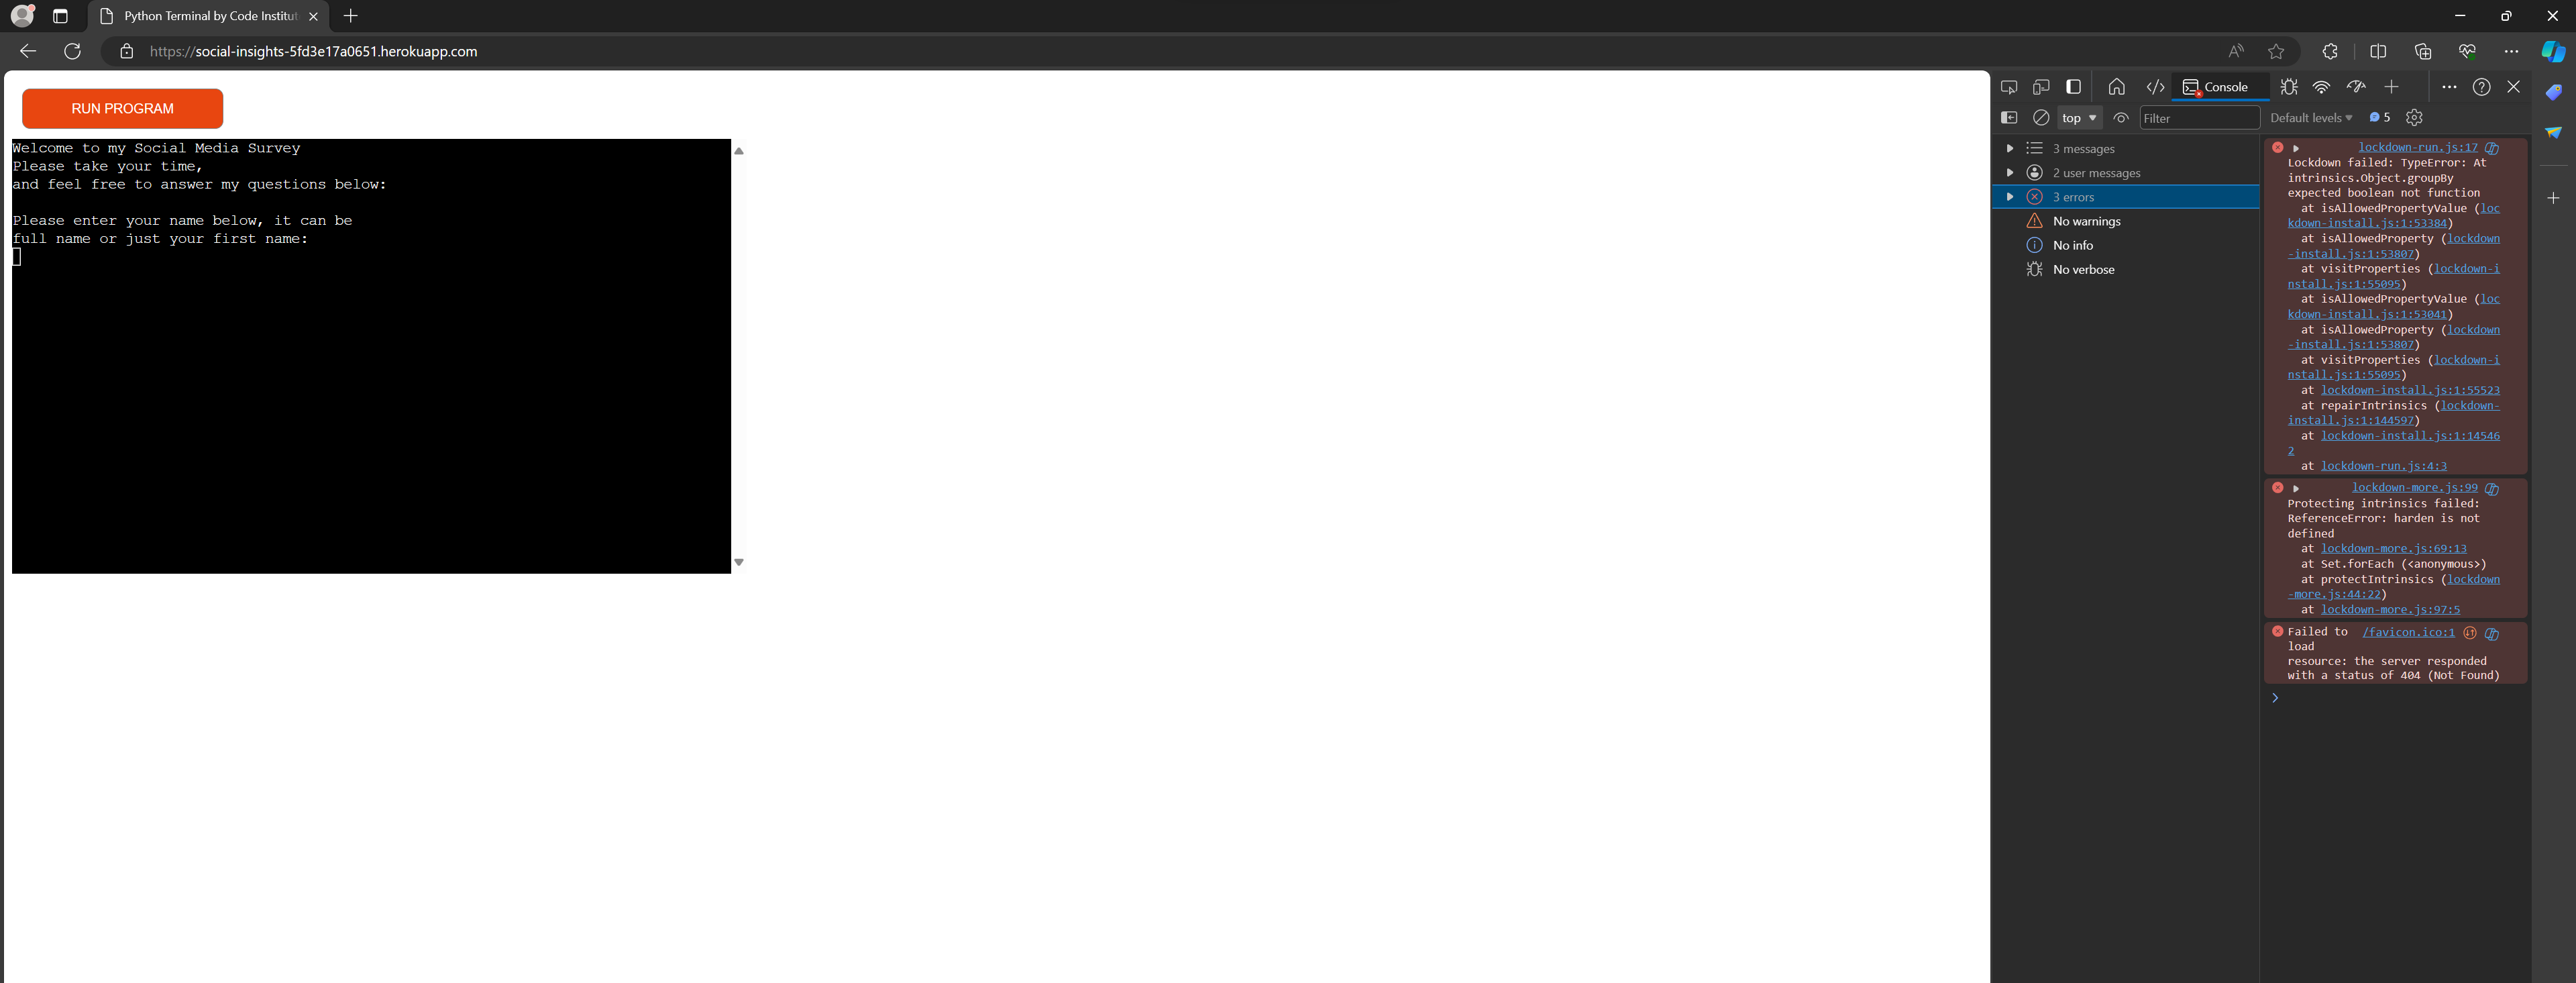 Python Terminal by Code Institut
https://social-insights-5fd3e17a0651.herokuapp.com
RUN PROGRAM
Welcome to my Social Media Survey
Please take your time,
and feel free to answer my questions below:
Please enter your name below, it can be
full name or just your first name:
Console
top
Filter
Default levels
5
3 messages
2 user messages
3 errors
No warnings
No info
No verbose
lockdown-run.js:17
Lockdown failed: TypeError: At
intrinsics.Object.groupBy
expected boolean not function
at isAllowedPropertyValue (loc
kdown-install.js:1:53384)
at isAllowedProperty (lockdown
-install.js:1:53807)
at visitProperties (lockdown-i
nstall.js:1:55095)
at isAllowedPropertyValue (loc
kdown-install.js:1:53041)
at isAllowedProperty (lockdown
-install.js:1:53807)
at visitProperties (lockdown-i
nstall.js:1:55095)
at lockdown-install.js:1:55523
at repairIntrinsics (lockdown-
install.js:1:144597)
at lockdown-install.js:1:14546
2
at lockdown-run.js:4:3
lockdown-more.js:99
Protecting intrinsics failed:
ReferenceError: harden is not
defined
at lockdown-more.js:69:13
at Set.forEach (<anonymous>)
at protectIntrinsics (lockdown
-more.js:44:22)
at lockdown-more.js:97:5
Failed to /favicon.ico:1
load
resource: the server responded
with a status of 404 (Not Found)